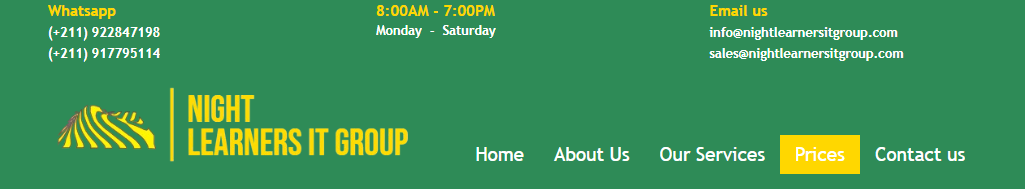 Whatsapp
(+211) 922847198
(+211) 917795114
8:00AM - 7:00PM
Monday - Saturday
Email us
info@nightlearnersitgroup.com
sales@nightlearnersitgroup.com
NIGHT
LEARNERS IT GROUP
Home About Us Our Services Prices Contact us